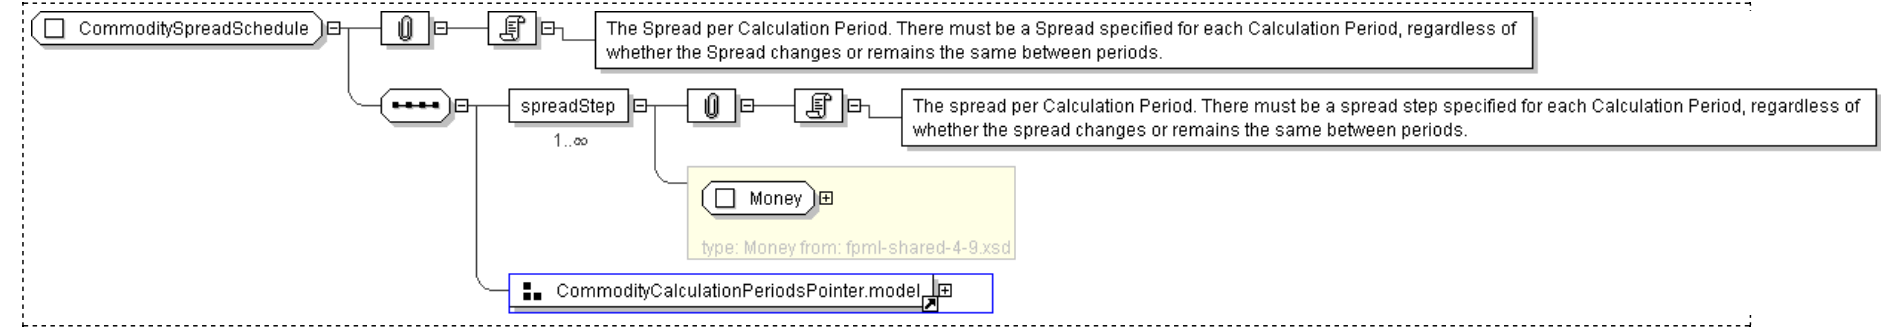 CommoditySpreadSchedule
The Spread per Calculation Period. There must be a Spread specified for each Calculation Period, regardless of
whether the Spread changes or remains the same between periods.
spreadStep
1..∞
The spread per Calculation Period. There must be a spread step specified for each Calculation Period, regardless of
whether the spread changes or remains the same between periods.
Money
type: Money from: fpml-shared-4-9.xsd
CommodityCalculationPeriodsPointer.model